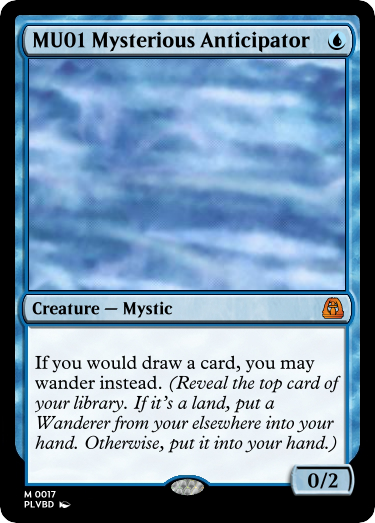 MU01 Mysterious Anticipator
Creature — Mystic
If you would draw a card, you may
wander instead. (Reveal the top card of
your library. If it's a land, put a
Wanderer from your elsewhere into your
hand. Otherwise, put it into your hand.)
0/2
M 0017
PLVBD